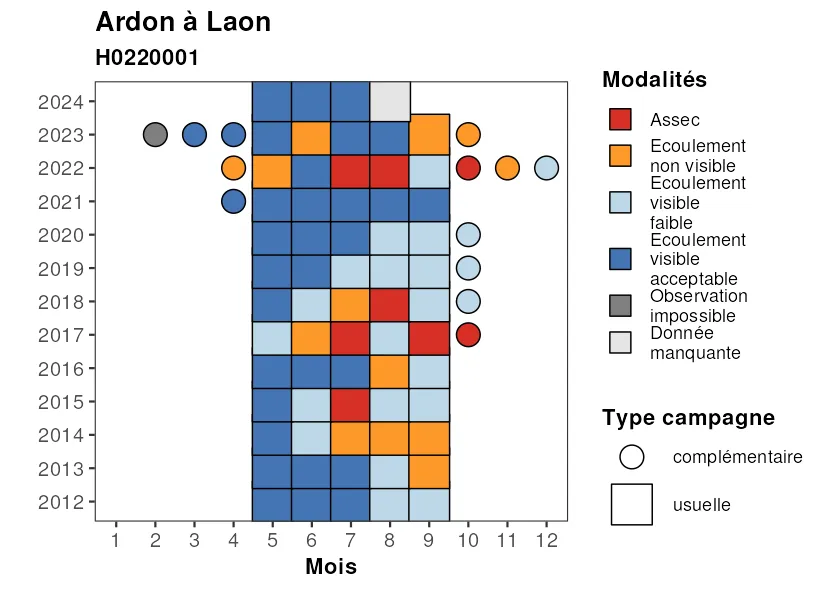 Ardon à Laon
H0220001
2024
2023
2022
2021
2020
2019
2018
2017
2016
2015
2014
2013
2012
1 2 3 4 5 6 7 8 9 10 11 12
Mois
Modalités
Assec
Ecoulement
non visible
Ecoulement
visible
faible
Ecoulement
visible
acceptable
Observation
impossible
Donnée
manquante
Type campagne
complémentaire
usuelle